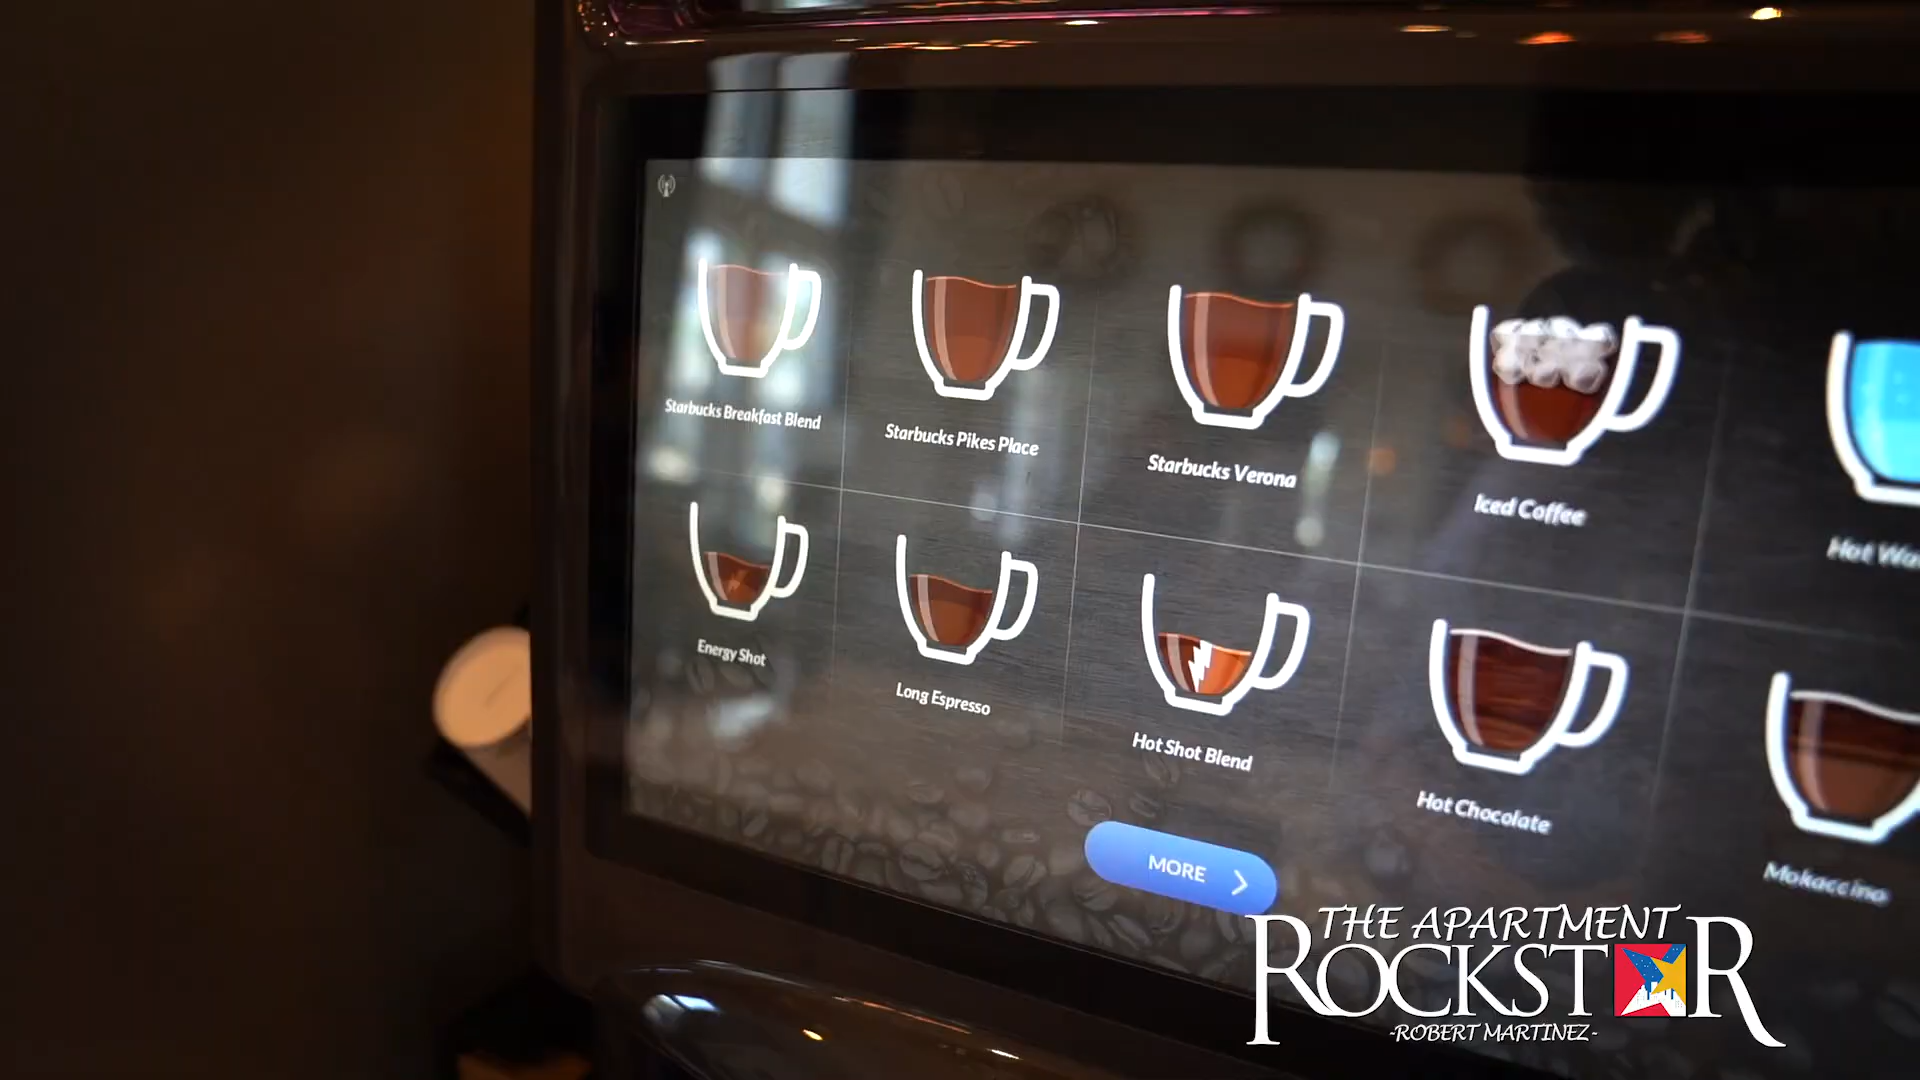 Starbucks Breakfast Blend
Starbucks Pikes Place
Starbucks Verona
Iced Coffee
Hot
Energy Shot
Long Espresso
Hot Shot Blend
Hot Chocolate
Mokaccino
MORE
THE APARTMENT
ROCKSTAR
-ROBERT MARTINEZ-